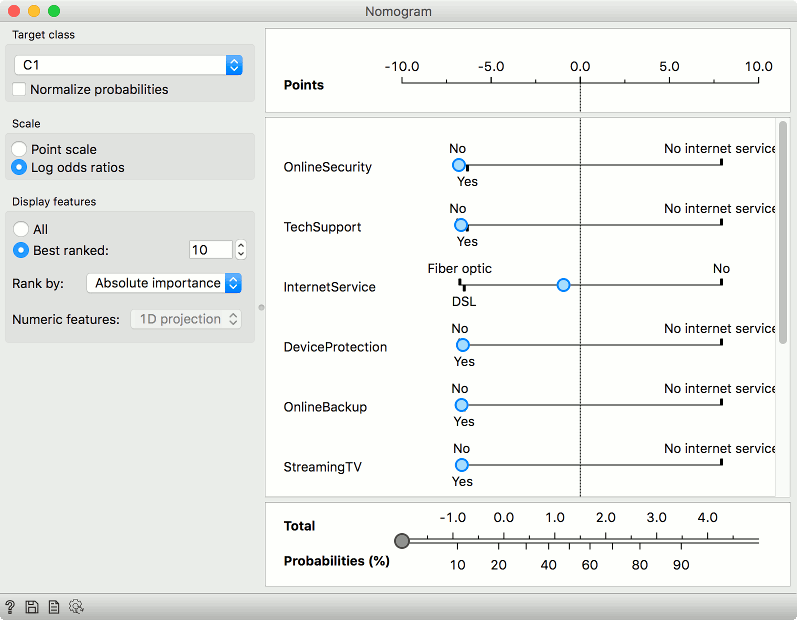 Nomogram
Target class
C1
Normalize probabilities
Scale
Point scale
Log odds ratios
Display features
All
Best ranked: 10
Rank by: Absolute importance
Numeric features: 1D projection
-10.0 -5.0 0.0 5.0 10.0
Points
No No internet service
OnlineSecurity
Yes
No No internet service
TechSupport
Yes
Fiber optic No
InternetService
DSL
No No internet service
DeviceProtection
Yes
No No internet service
OnlineBackup
Yes
No No internet service
StreamingTV
Yes
-1.0 0.0 1.0 2.0 3.0 4.0
Total
Probabilities (%)
10 20 40 60 80 90
?